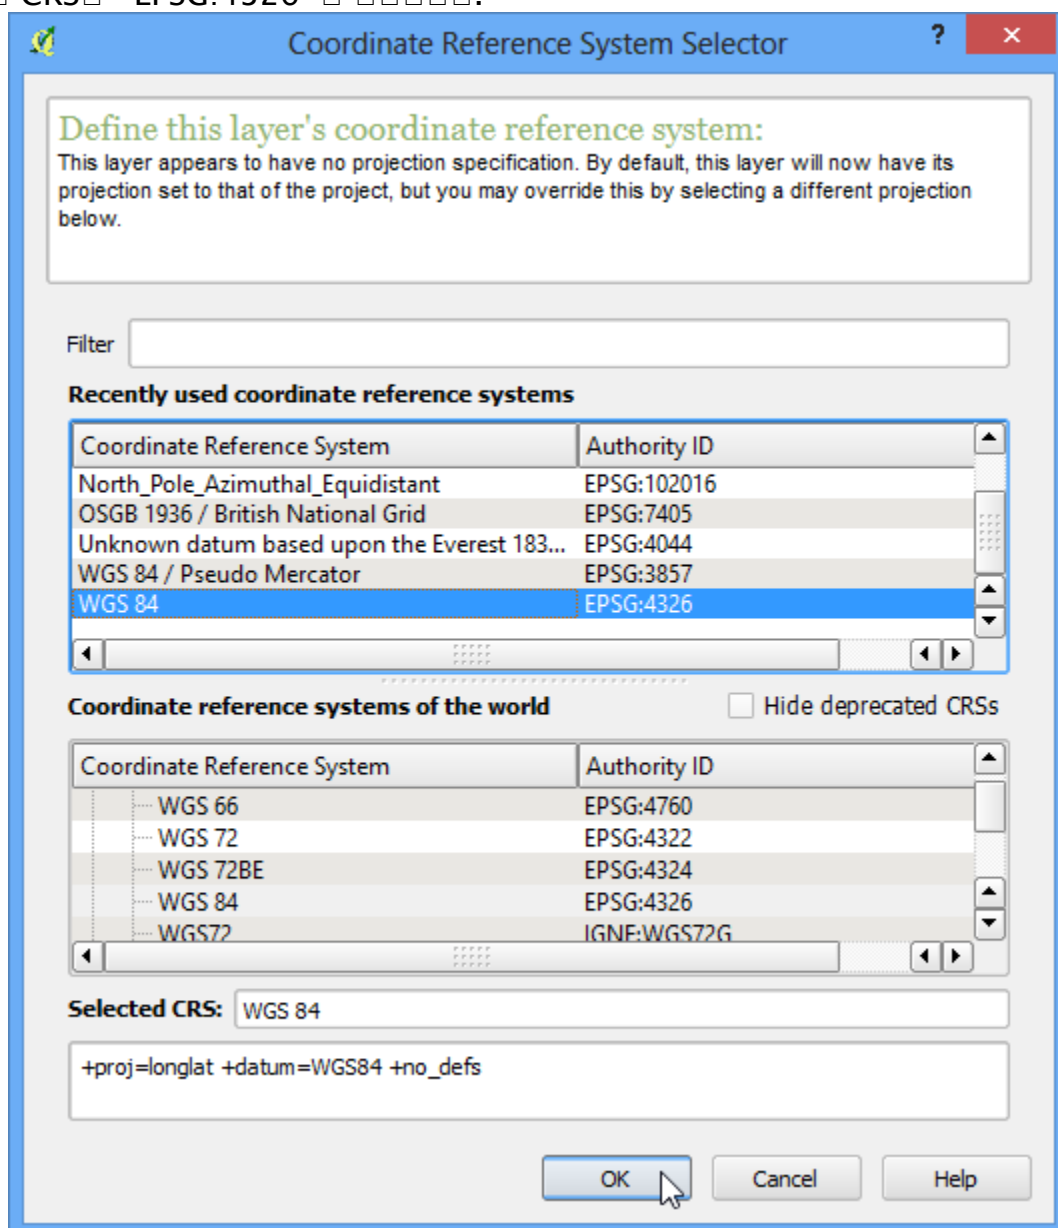 CRS EPSG:4326
Coordinate Reference System Selector ?
Define this layer's coordinate reference system:
This layer appears to have no projection specification. By default, this layer will now have its
projection set to that of the project, but you may override this by selecting a different projection
below.
Filter
Recently used coordinate reference systems
Coordinate Reference System Authority ID
North_Pole_Azimuthal_Equidistant EPSG:102016
OSGB 1936 / British National Grid EPSG:7405
Unknown datum based upon the Everest 183... EPSG:4044
WGS 84 / Pseudo Mercator EPSG:3857
WGS 84 EPSG:4326
Coordinate reference systems of the world Hide deprecated CRSs
Coordinate Reference System Authority ID
WGS 66 EPSG:4760
WGS 72 EPSG:4322
WGS 72BE EPSG:4324
WGS 84 EPSG:4326
WGS72 IGNF:WGS72G
Selected CRS: WGS 84
+proj=longlat +datum=WGS84 +no_defs
OK Cancel Help